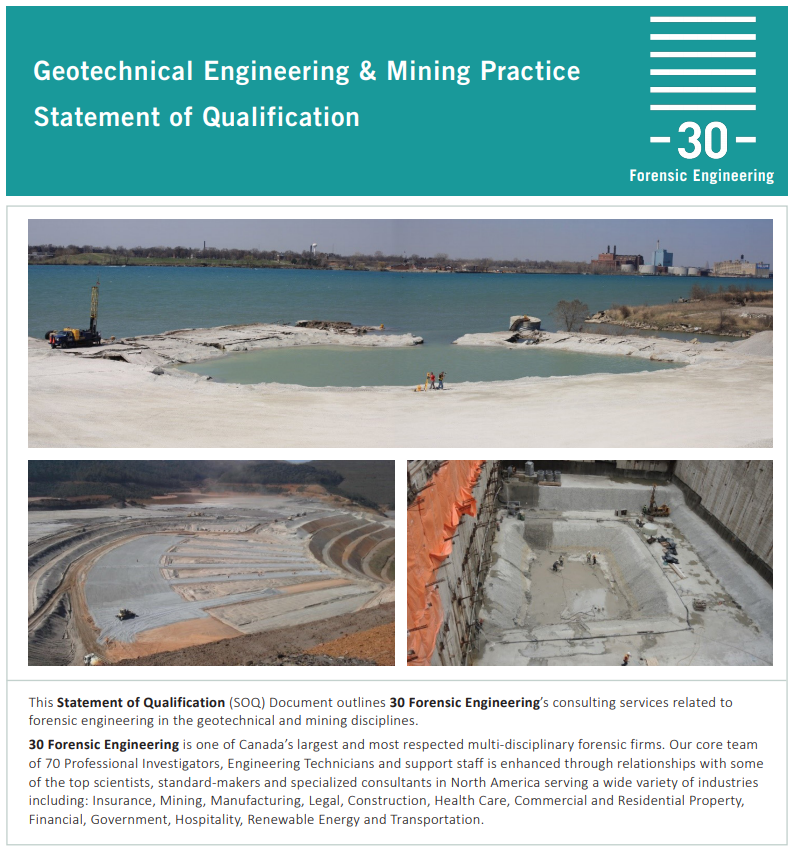 Geotechnical Engineering & Mining Practice
Statement of Qualification
30
Forensic Engineering
This Statement of Qualification (SOQ) Document outlines 30 Forensic Engineering's consulting services related to
forensic engineering in the geotechnical and mining disciplines.
30 Forensic Engineering is one of Canada's largest and most respected multi-disciplinary forensic firms. Our core team
of 70 Professional Investigators, Engineering Technicians and support staff is enhanced through relationships with some
of the top scientists, standard-makers and specialized consultants in North America serving a wide variety of industries
including: Insurance, Mining, Manufacturing, Legal, Construction, Health Care, Commercial and Residential Property,
Financial, Government, Hospitality, Renewable Energy and Transportation.